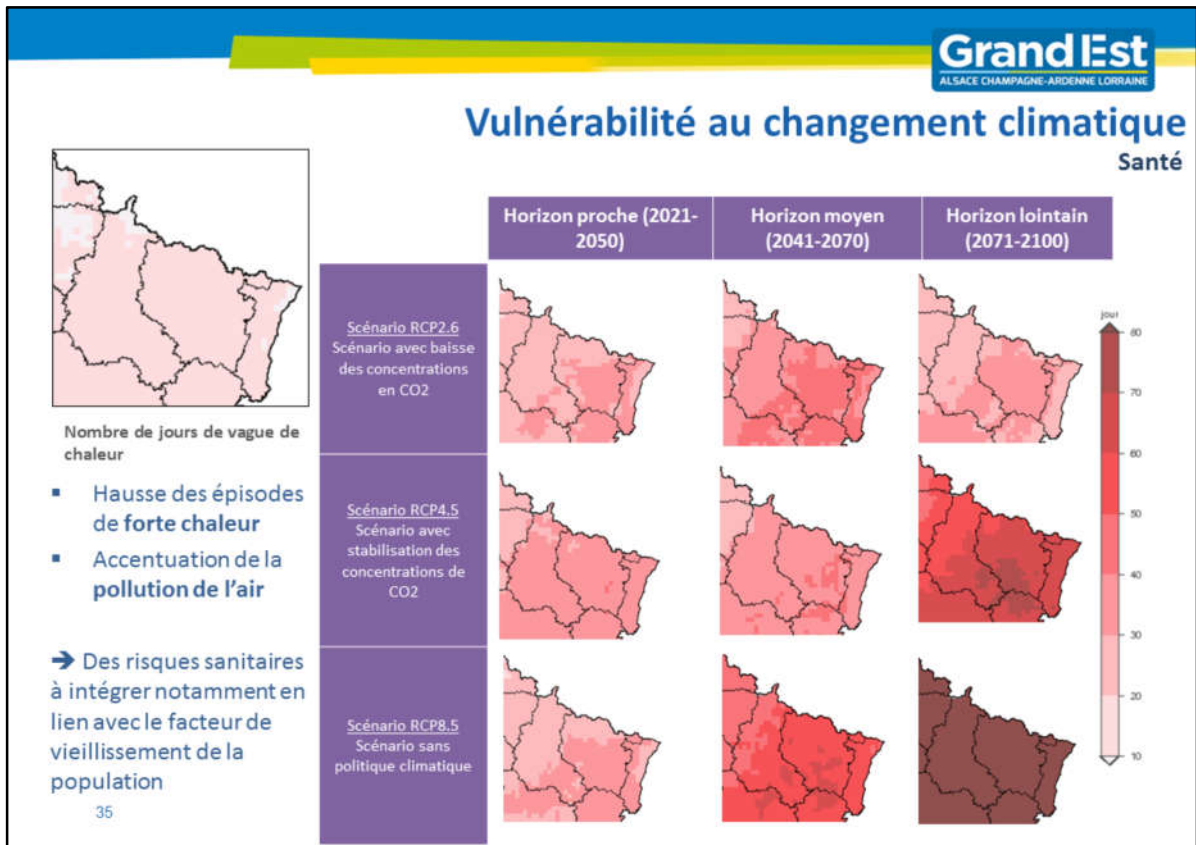 Grand Est
ALSACE CHAMPAGNE-ARDENNE LORRAINE
Vulnérabilité au changement climatique
Santé
Nombre de jours de vague de
chaleur
▪ Hausse des épisodes
de forte chaleur
▪ Accentuation de la
pollution de l'air
➔ Des risques sanitaires
à intégrer notamment en
lien avec le facteur de
vieillissement de la
population
35
Horizon proche (2021-
2050)
Horizon moyen
(2041-2070)
Horizon lointain
(2071-2100)
Scénario RCP2.6
Scénario avec baisse
des concentrations
en CO2
Scénario RCP4.5
Scénario avec
stabilisation des
concentrations de
CO2
Scénario RCP8.5
Scénario sans
politique climatique
jour
80
70
60
50
40
30
20
10